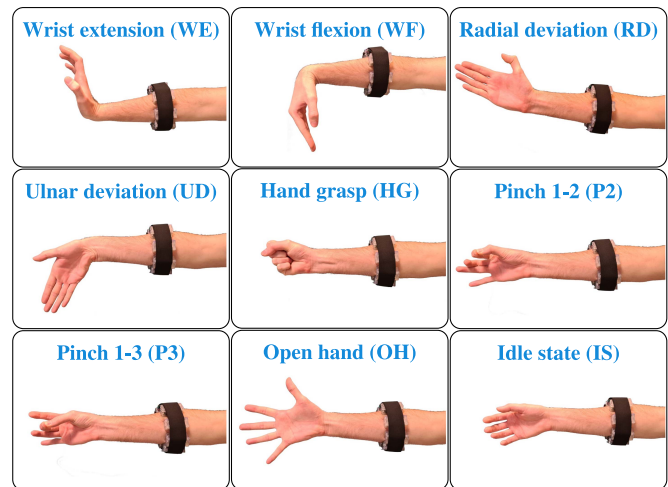 Wrist extension (WE)
Wrist flexion (WF)
Radial deviation (RD)
Ulnar deviation (UD)
Hand grasp (HG)
Pinch 1-2 (P2)
Pinch 1-3 (P3)
Open hand (OH)
Idle state (IS)